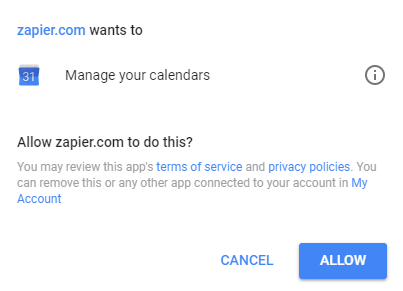 zapier.com wants to
31
Manage your calendars
Allow zapier.com to do this?
You may review this app's terms of service and privacy policies. You
can remove this or any other app connected to your account in My
Account
CANCEL
ALLOW